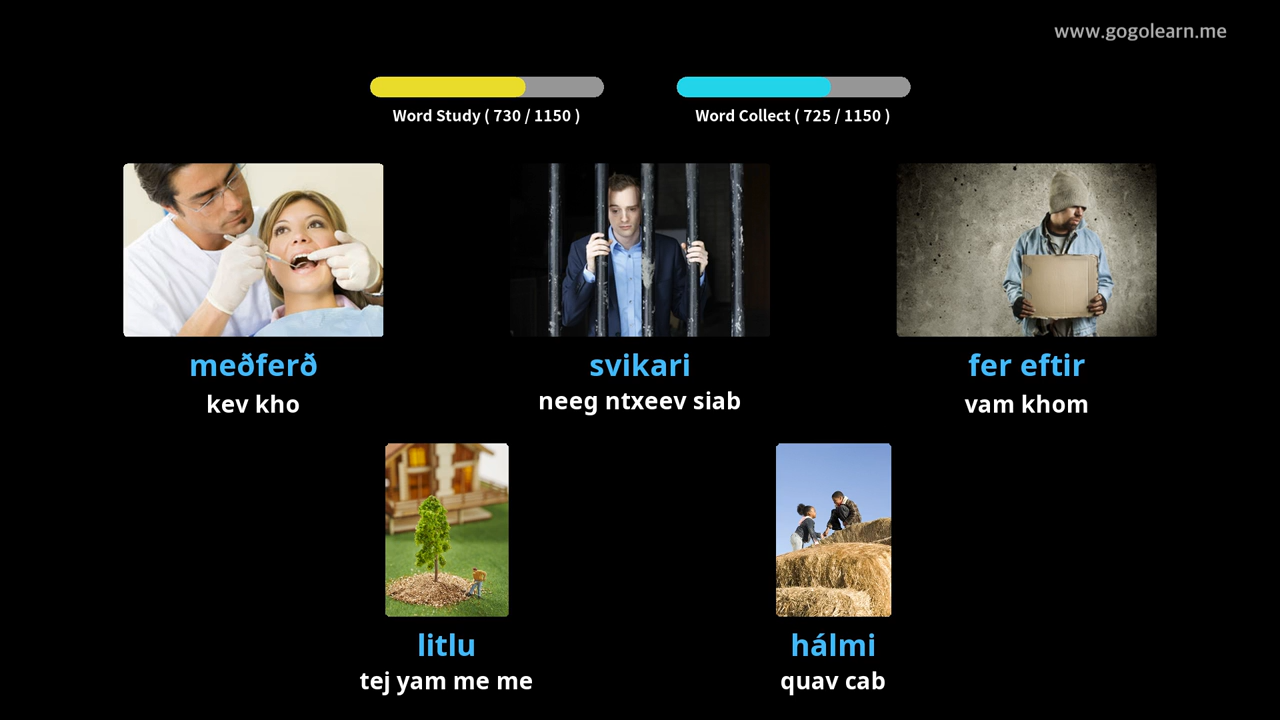 www.gogolearn.me
Word Study ( 730 / 1150 )
Word Collect ( 725 / 1150 )
meðferð
kev kho
svikari
neeg ntxeev siab
fer eftir
vam khom
litlu
tej yam me me
hálmi
quav cab